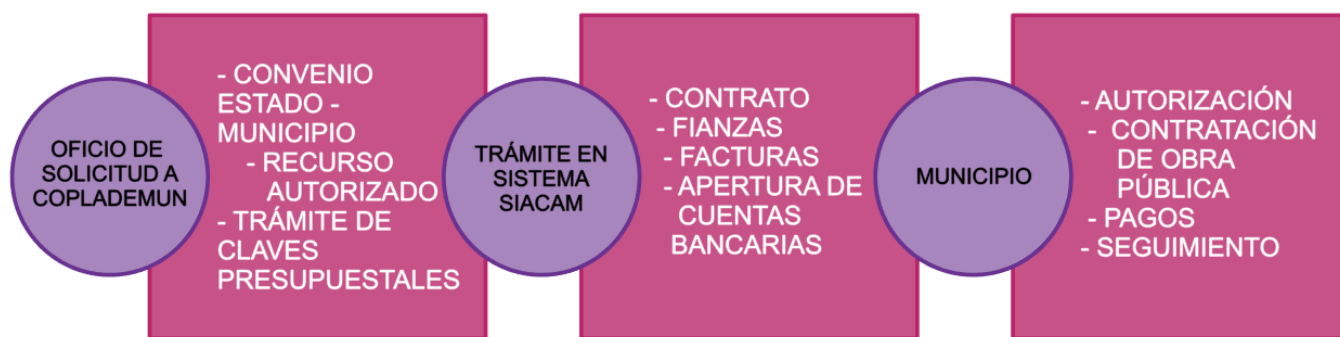 OFICIO DE
SOLICITUD A
COPLADEMUN
- CONVENIO
ESTADO -
MUNICIPIO
- RECURSO
AUTORIZADO
- TRÁMITE DE
CLAVES
PRESUPUESTALES
TRÁMITE EN
SISTEMA
SIACAM
- CONTRATO
- FIANZAS
- FACTURAS
- APERTURA DE
CUENTAS
BANCARIAS
MUNICIPIO
- AUTORIZACIÓN
- CONTRATACIÓN
DE OBRA
PÚBLICA
- PAGOS
- SEGUIMIENTO